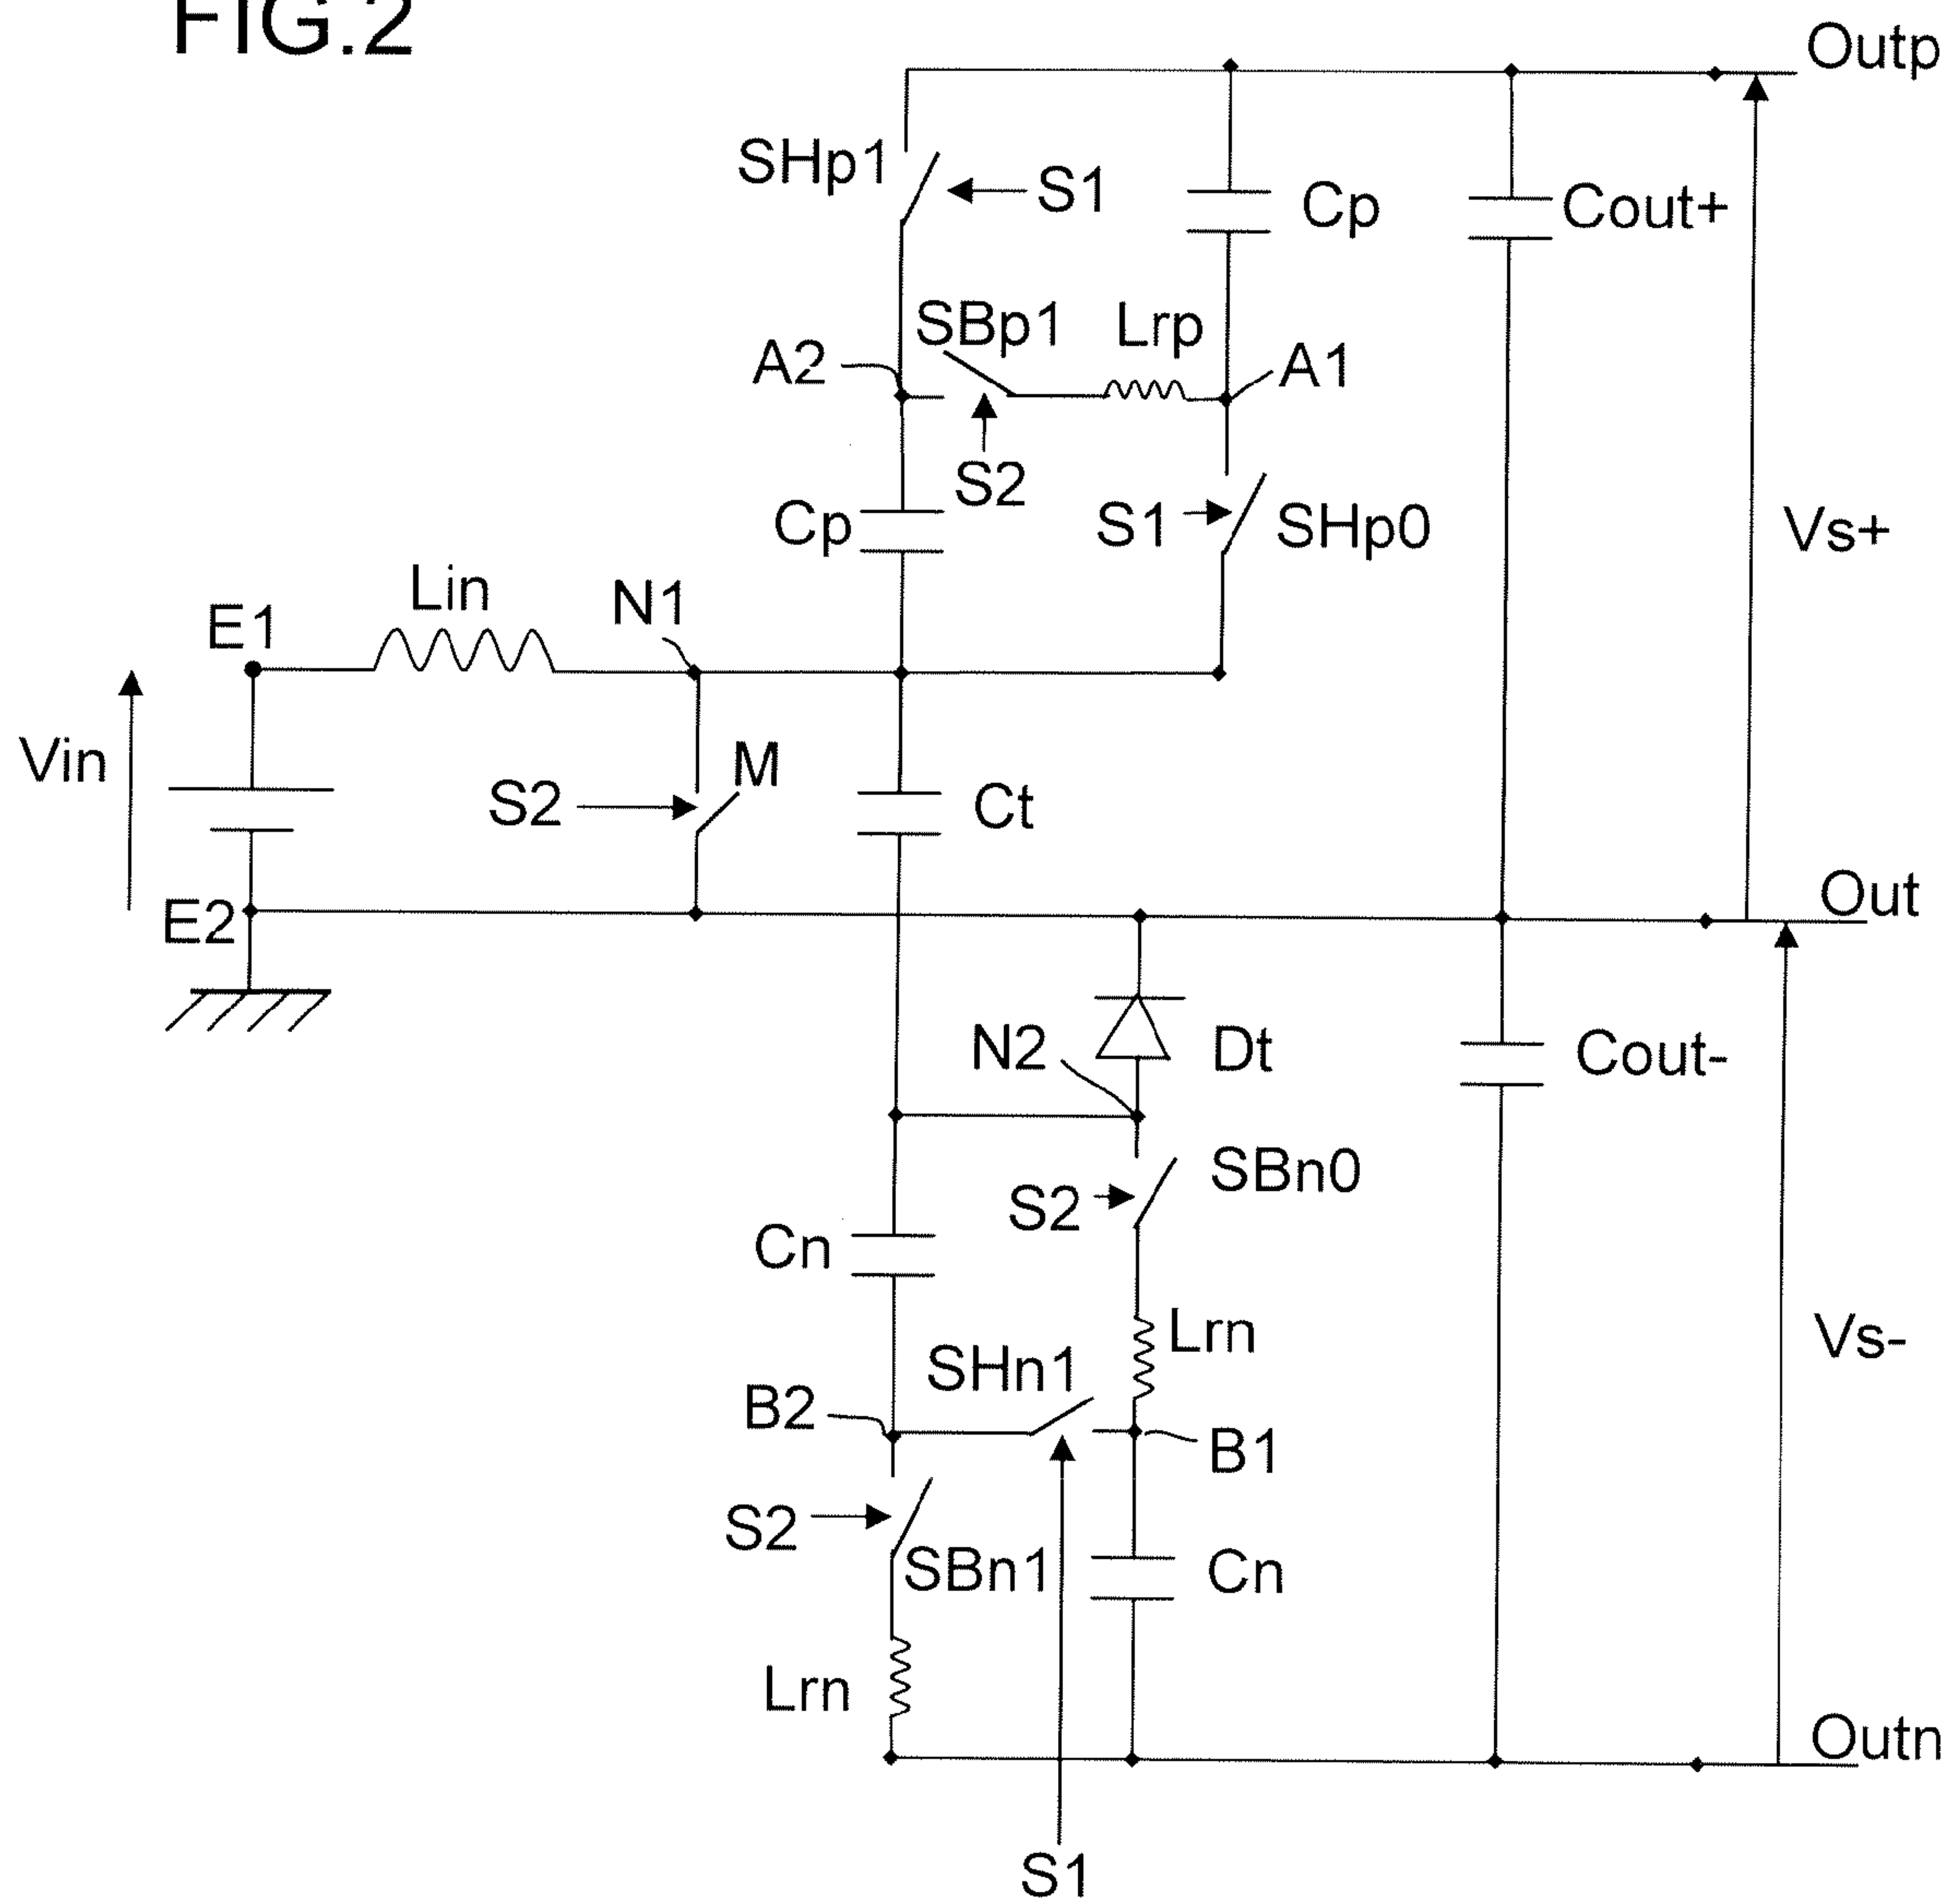 FIG.2
Outp
SHp1
S1
Cp
Cout+
SBp1
Lrp
A2
A1
S2
Cp
S1
SHp0
Vs+
Lin
N1
E1
Vin
M
S2
Ct
E2
Out
N2
Dt
Cout-
SBn0
S2
Cn
Lrn
SHn1
Vs-
B2
B1
S2
SBn1
Cn
Lrn
Outn
S1